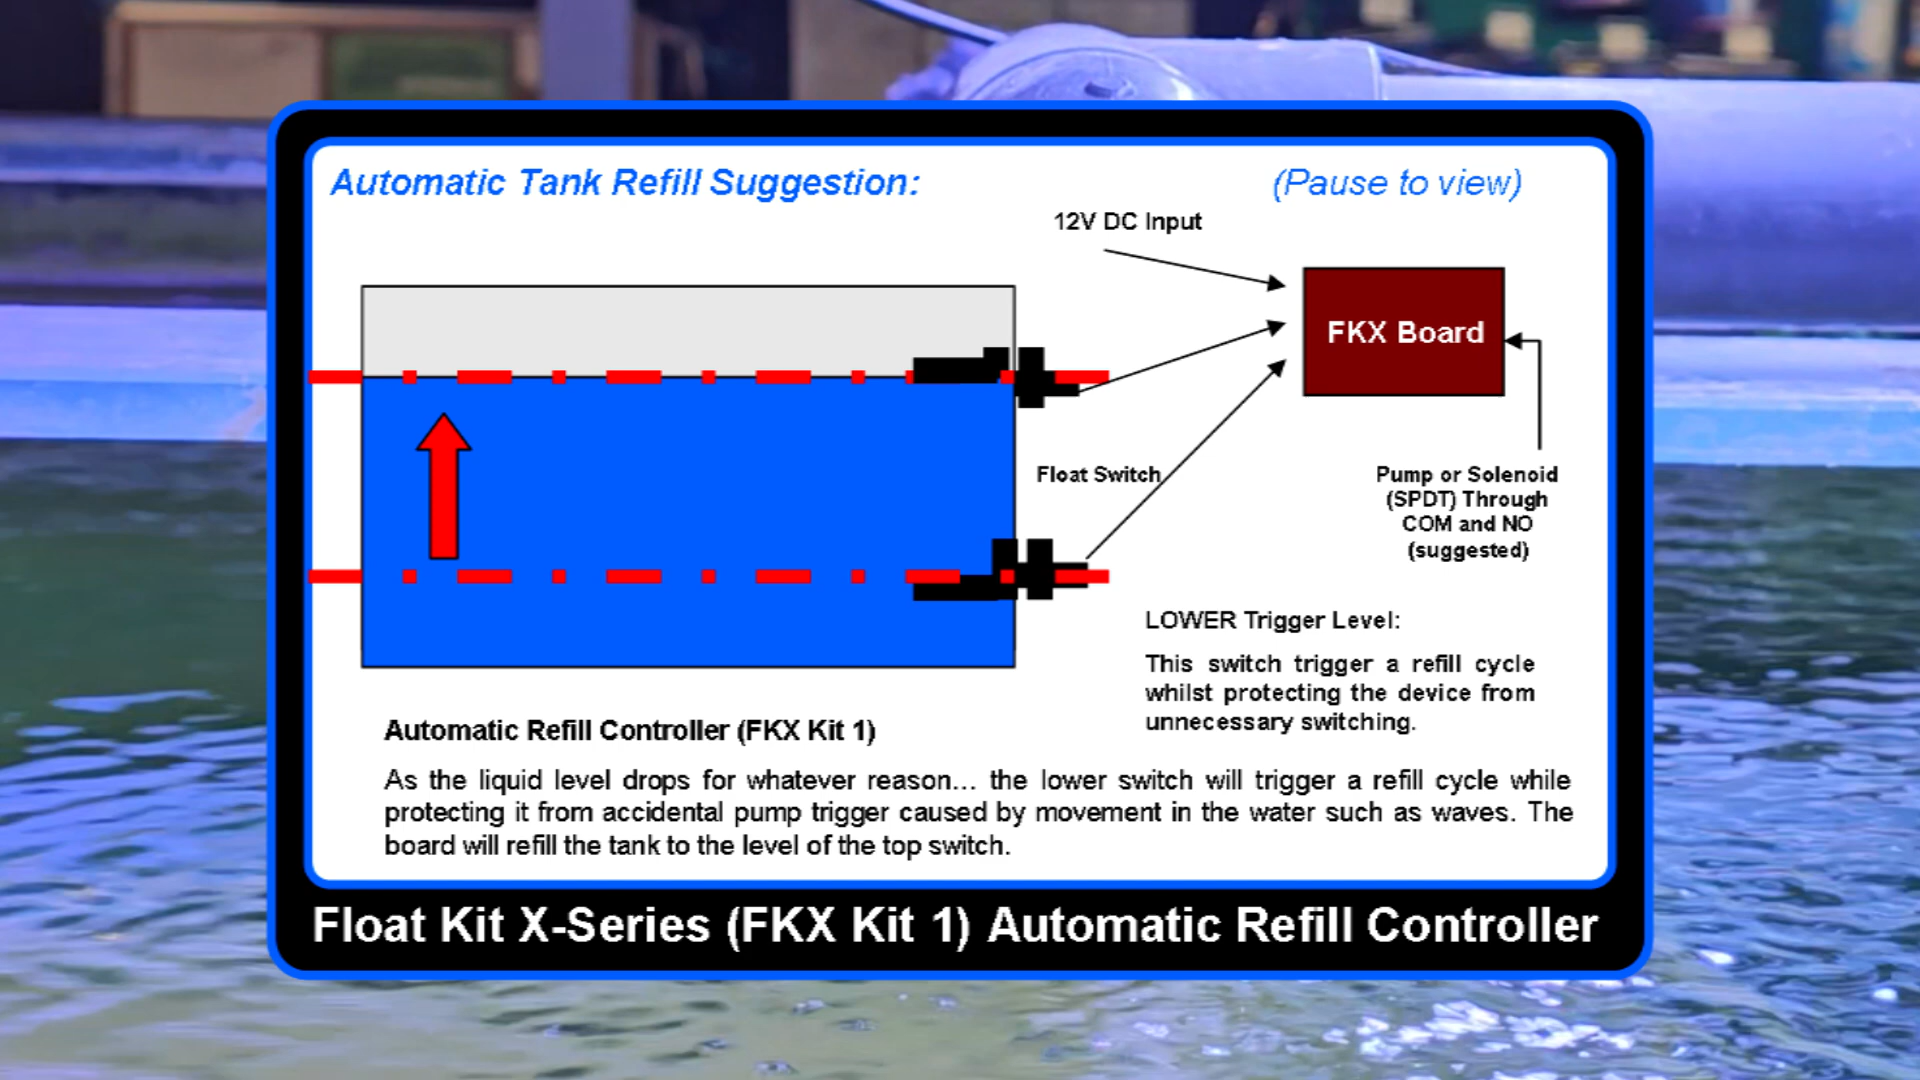 Automatic Tank Refill Suggestion:
(Pause to view)
12V DC Input
FKX Board
Float Switch
Pump or Solenoid
(SPDT) Through
COM and NO
(suggested)
LOWER Trigger Level:
This switch trigger a refill cycle
whilst protecting the device from
unnecessary switching.
Automatic Refill Controller (FKX Kit 1)
As the liquid level drops for whatever reason... the lower switch will trigger a refill cycle while
protecting it from accidental pump trigger caused by movement in the water such as waves. The
board will refill the tank to the level of the top switch.
Float Kit X-Series (FKX Kit 1) Automatic Refill Controller